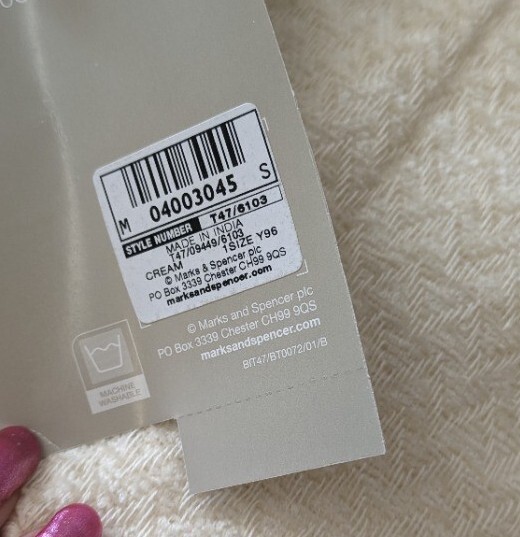 M 04003045 S
STYLE NUMBER T47/6103
MADE IN INDIA
T47/09449/6103
CREAM 1SIZE Y96
© Marks & Spencer plc
PO Box 3339 Chester CH99 9QS
marksandspencer.com
© Marks and Spencer plc
PO Box 3339 Chester CH99 9QS
marksandspencer.com
BIT47/BT0072/01/B
MACHINE
WASHABLE